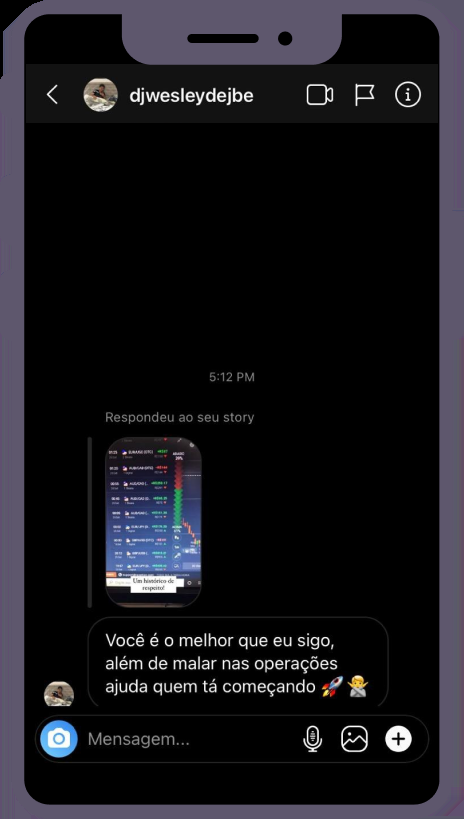 djwesleydejbe
5:12 PM
Respondeu ao seu story
Um histórico de
respeito!
Você é o melhor que eu sigo,
além de malar nas operações
ajuda quem tá começando 🚀🙅
Mensagem...